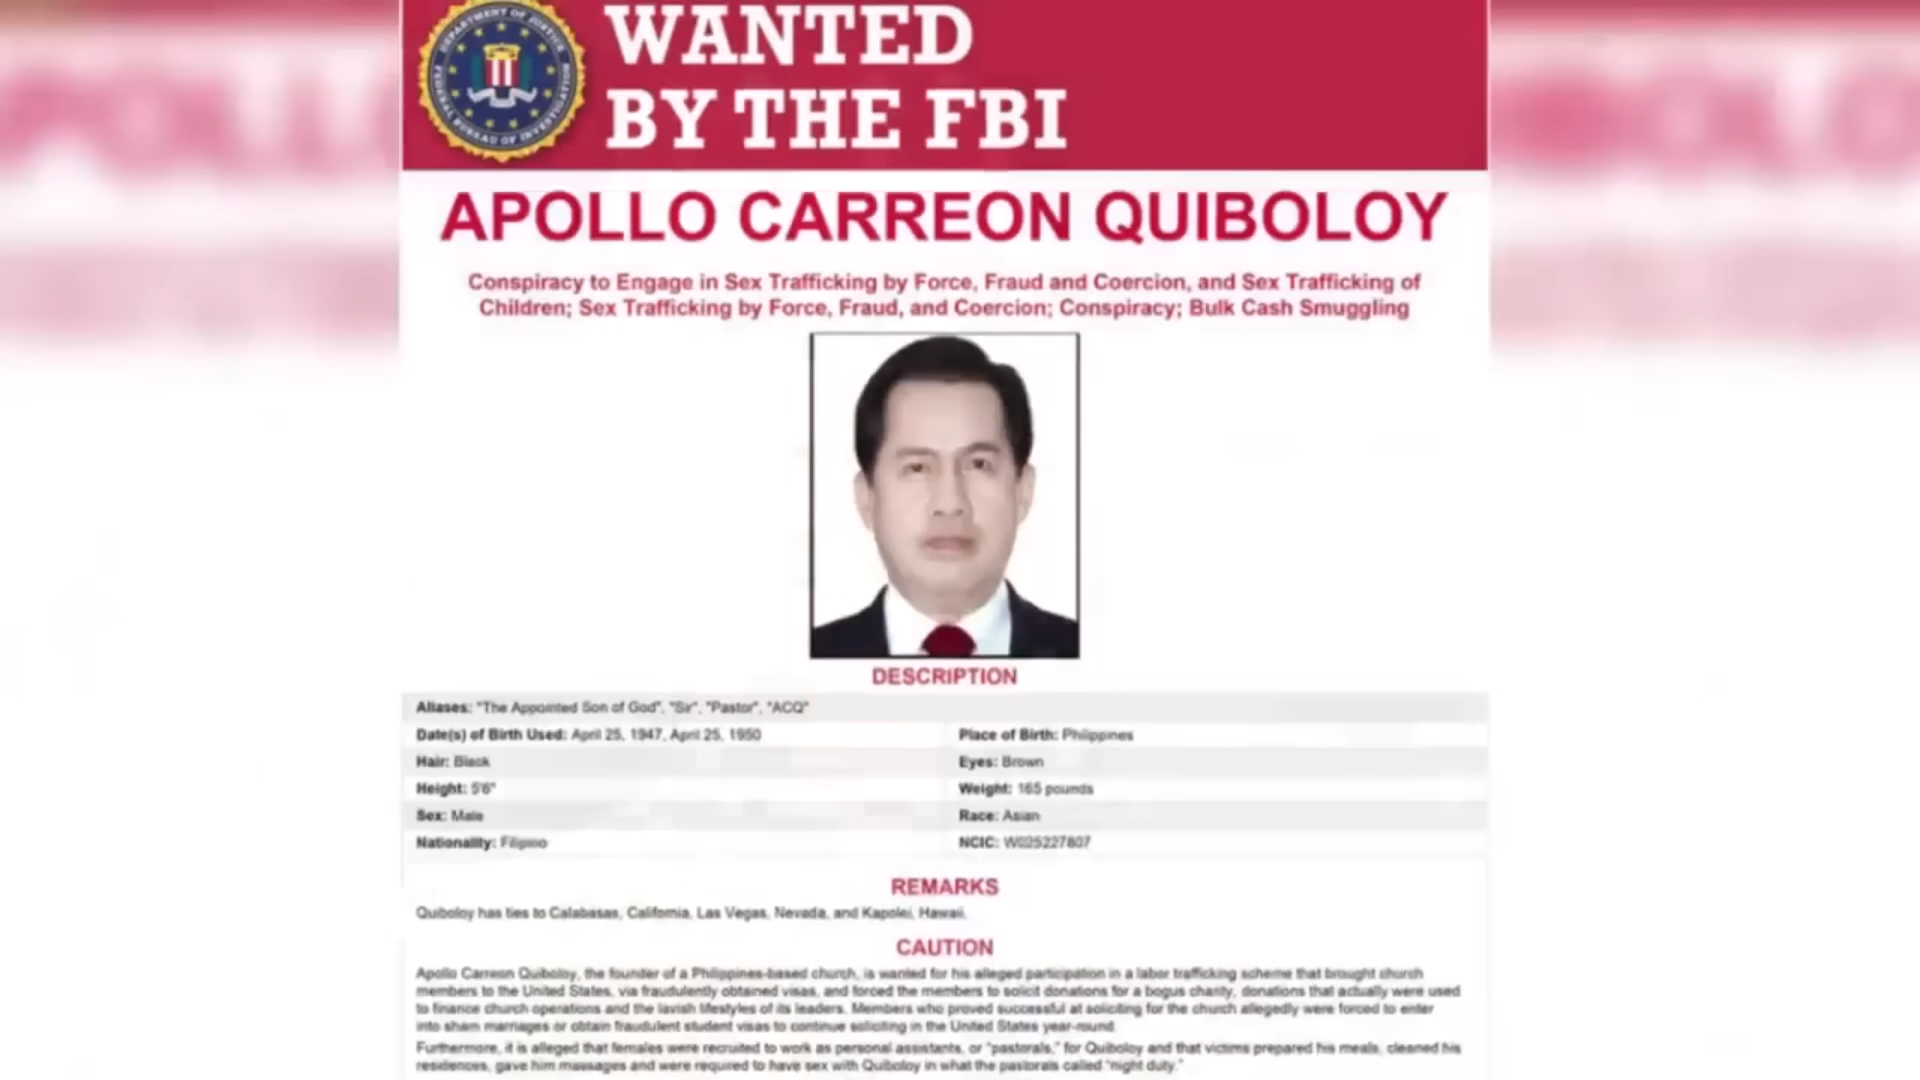 DEPARTMENT OF JUSTICE
FEDERAL BUREAU OF INVESTIGATION
WANTED
BY THE FBI
APOLLO CARREON QUIBOLOY
Conspiracy to Engage in Sex Trafficking by Force, Fraud and Coercion, and Sex Trafficking of
Children; Sex Trafficking by Force, Fraud, and Coercion; Conspiracy; Bulk Cash Smuggling
DESCRIPTION
Aliases: "The Appointed Son of God", "Sir", "Pastor", "ACQ"
Date(s) of Birth Used: April 25, 1947, April 25, 1950 Place of Birth: Philippines
Hair: Black Eyes: Brown
Height: 5'6" Weight: 165 pounds
Sex: Male Race: Asian
Nationality: Filipino NCIC: W025227807
REMARKS
Quiboloy has ties to Calabasas, California, Las Vegas, Nevada, and Kapolei, Hawaii.
CAUTION
Apollo Carreon Quiboloy, the founder of a Philippines-based church, is wanted for his alleged participation in a labor trafficking scheme that brought church
members to the United States, via fraudulently obtained visas, and forced the members to solicit donations for a bogus charity, donations that actually were used
to finance church operations and the lavish lifestyles of its leaders. Members who proved successful at soliciting for the church allegedly were forced to enter
into sham marriages or obtain fraudulent student visas to continue soliciting in the United States year-round.
Furthermore, it is alleged that females were recruited to work as personal assistants, or "pastorals," for Quiboloy and that victims prepared his meals, cleaned his
residences, gave him massages and were required to have sex with Quiboloy in what the pastorals called "night duty."